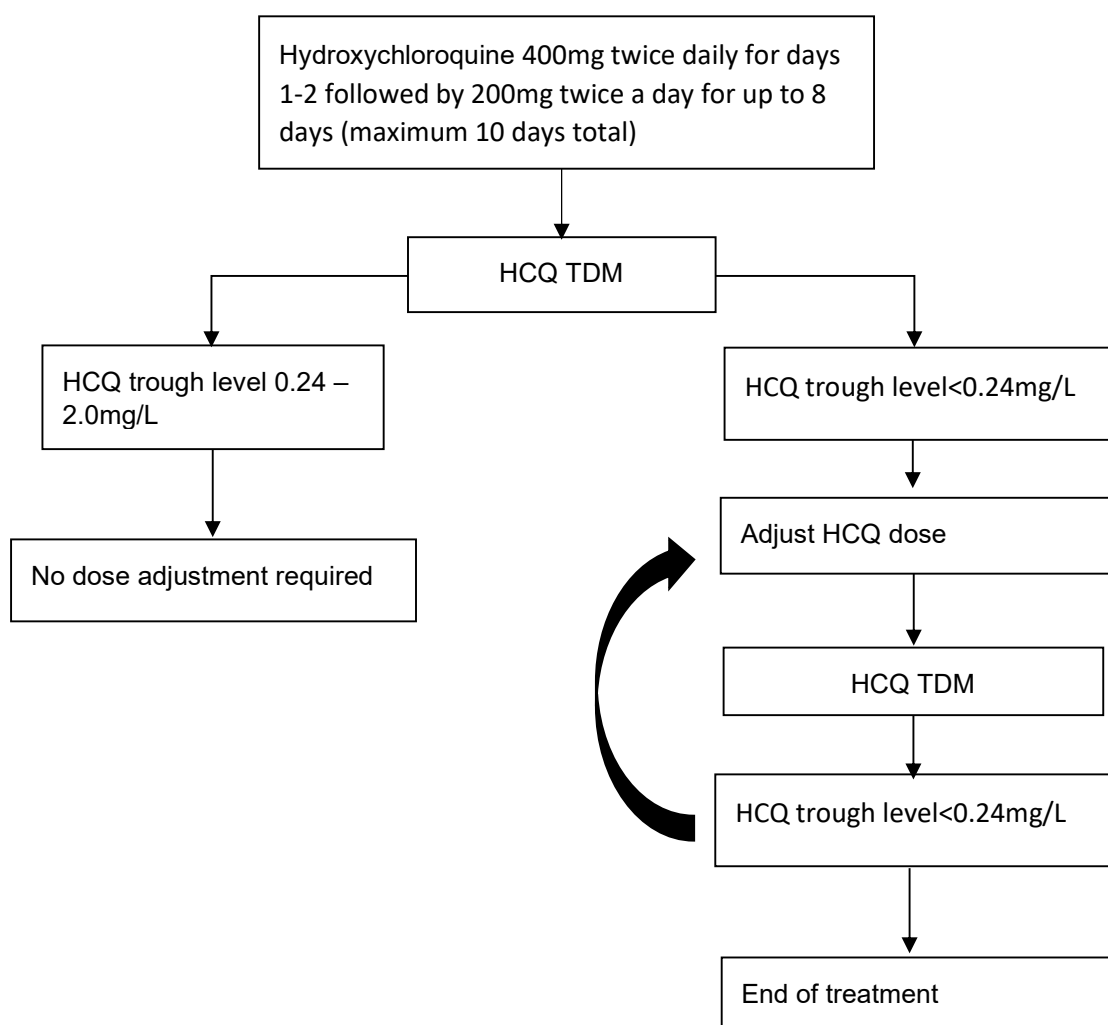 Hydroxychloroquine 400mg twice daily for days
1-2 followed by 200mg twice a day for up to 8
days (maximum 10 days total)
HCQ TDM
HCQ trough level 0.24 –
2.0mg/L
No dose adjustment required
HCQ trough level<0.24mg/L
Adjust HCQ dose
HCQ TDM
HCQ trough level<0.24mg/L
End of treatment